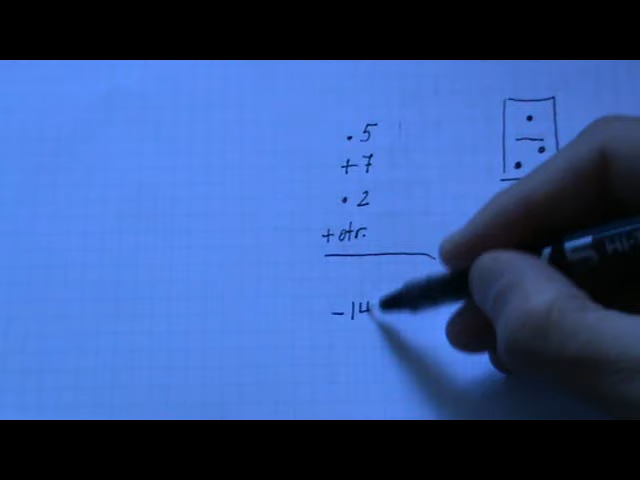 · 5
+ 7
· 2
+ otr.
- 14